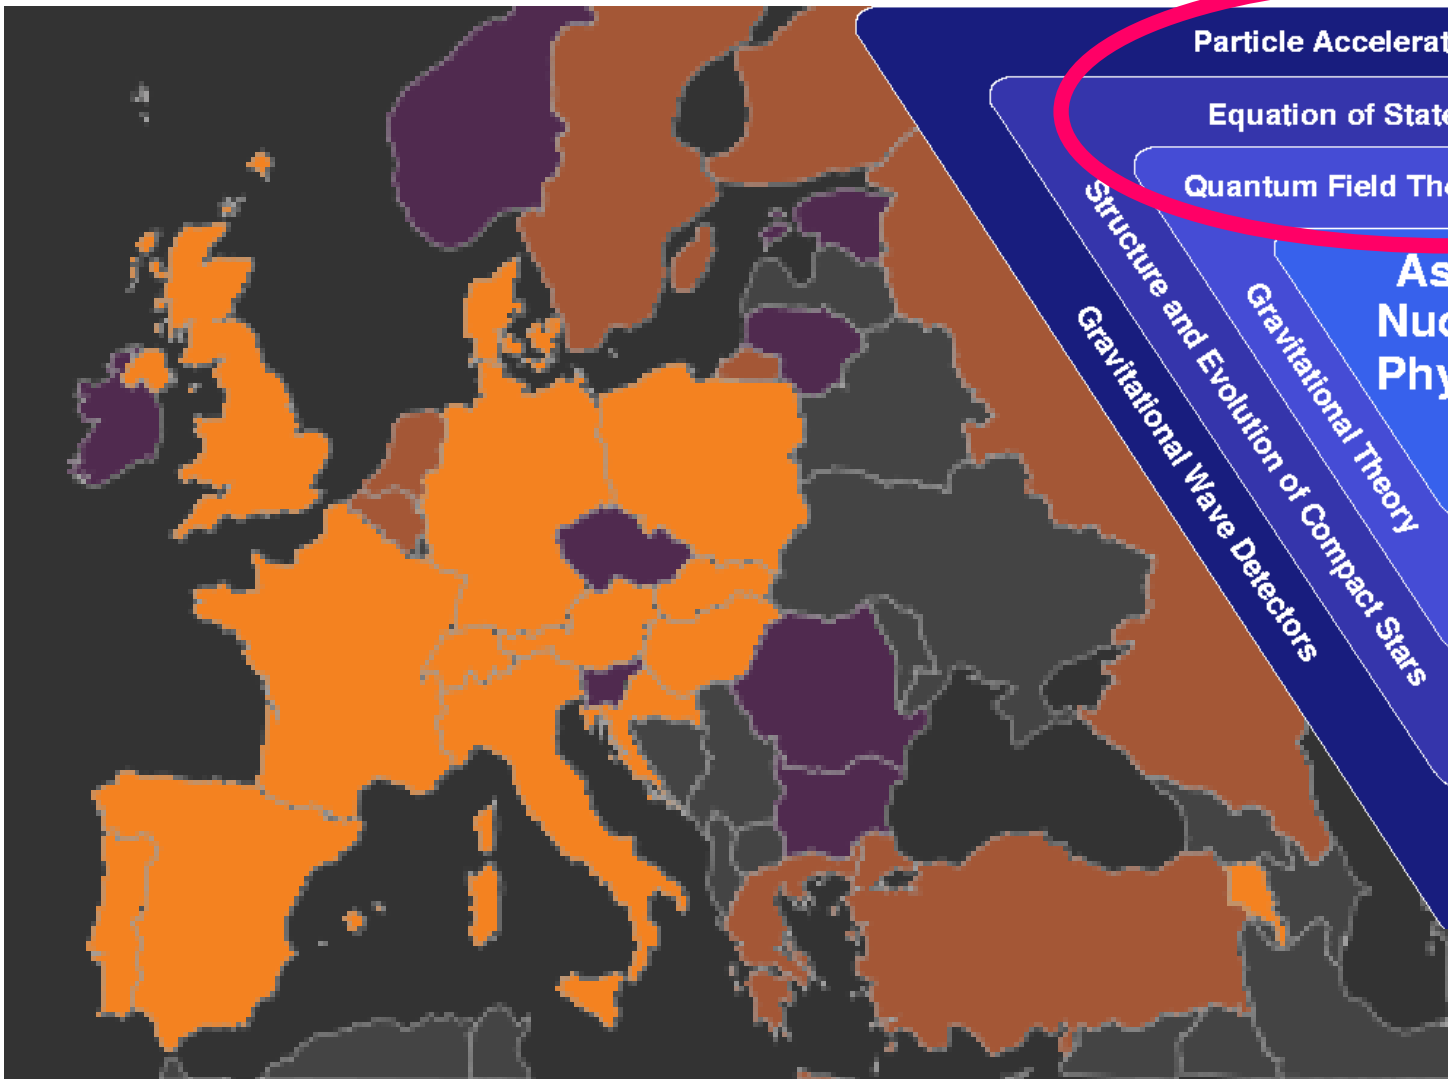 Particle Accelerat
Equation of State
Quantum Field The
As
Nuc
Phy
Gravitational Theory
Structure and Evolution of Compact Stars
Gravitational Wave Detectors